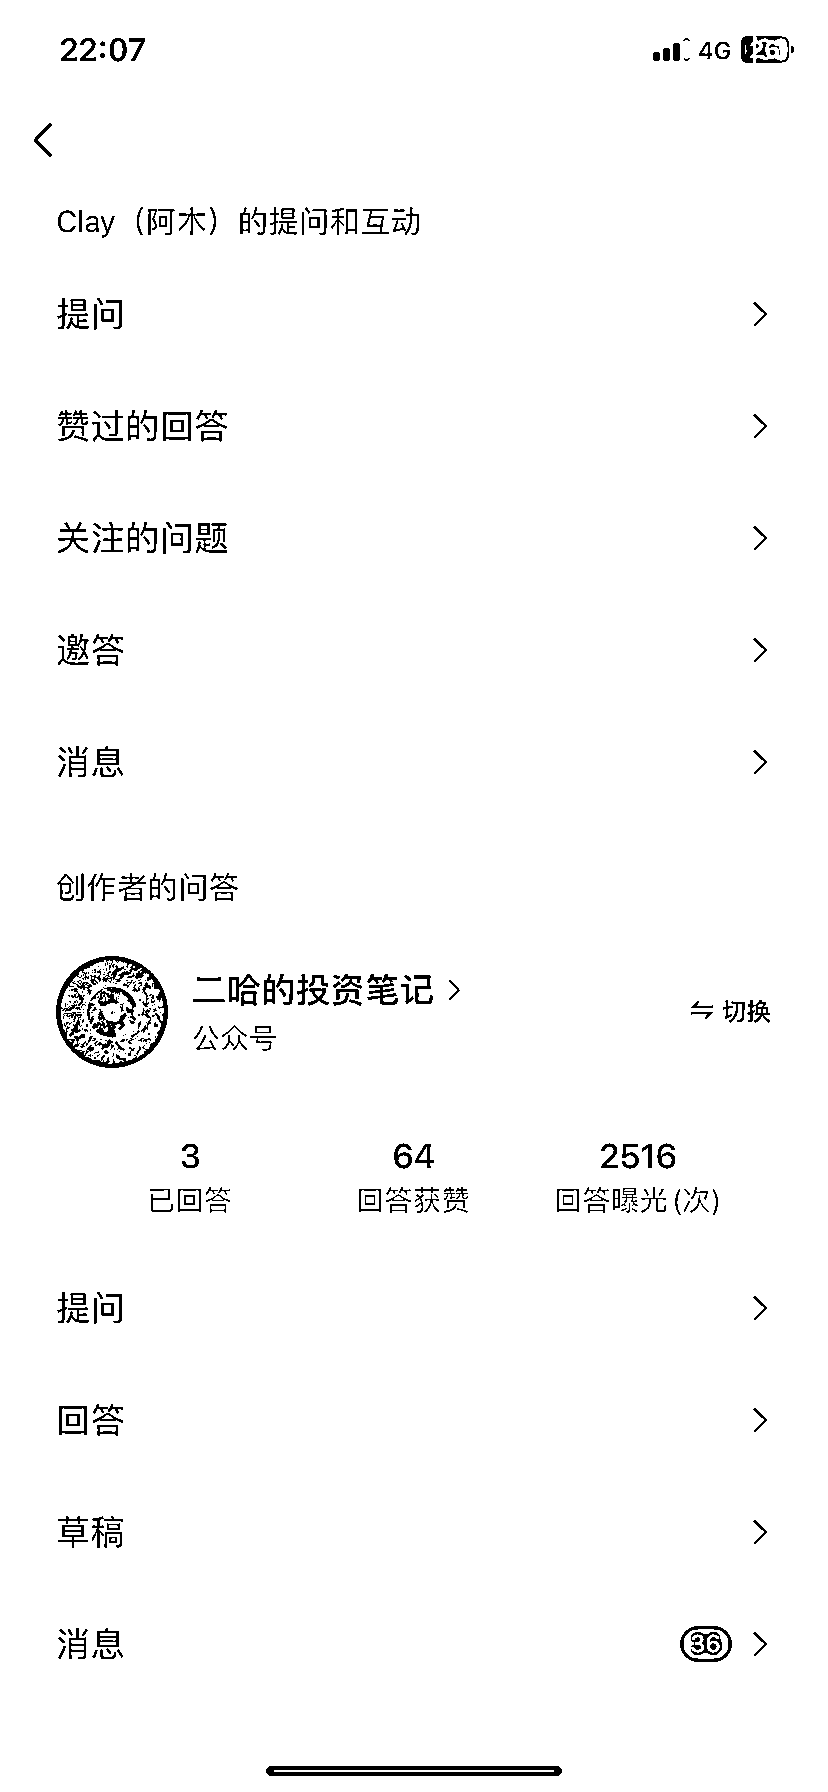 22:07
4G 26
Clay（阿木）的提问和互动
提问
赞过的回答
关注的问题
邀答
消息
创作者的问答
二哈的投资笔记
公众号
切换
3 64 2516
已回答 回答获赞 回答曝光(次)
提问
回答
草稿
消息 36